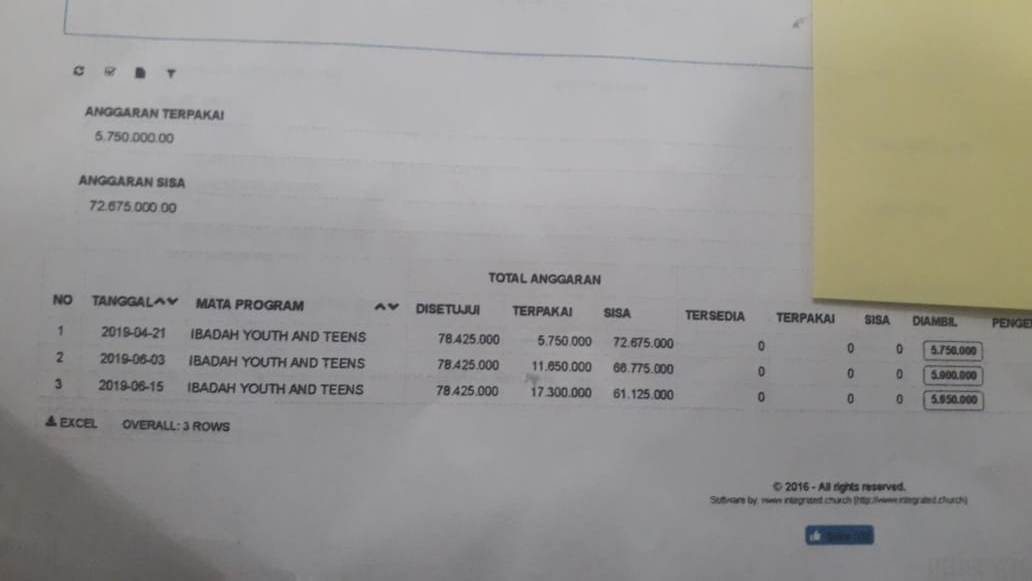 ANGGARAN TERPAKAI
5.750.000.00
ANGGARAN SISA
72.675.000.00
TOTAL ANGGARAN
NO TANGGAL MATA PROGRAM DISETUJUI TERPAKAI SISA TERSEDIA TERPAKAI SISA DIAMBIL PENGE
1 2019-04-21 IBADAH YOUTH AND TEENS 78.425.000 5.750.000 72.675.000 0 0 0 5.750.000
2 2019-06-03 IBADAH YOUTH AND TEENS 78.425.000 11.650.000 66.775.000 0 0 0 5.900.000
3 2019-06-15 IBADAH YOUTH AND TEENS 78.425.000 17.300.000 61.125.000 0 0 0 5.650.000
EXCEL OVERALL: 3 ROWS
© 2016 - All rights reserved.
Software by. www integrated church (http://www.integrated.church)